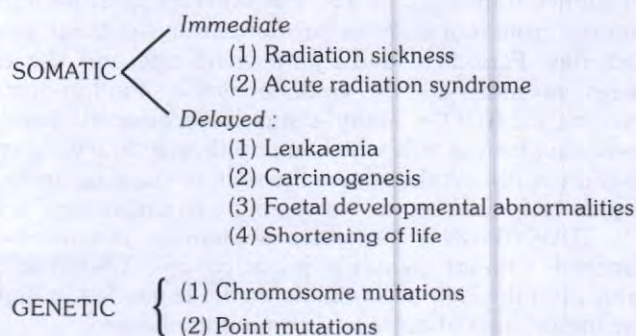 Immediate
(1) Radiation sickness
SOMATIC
(2) Acute radiation syndrome
Delayed :
(1) Leukaemia
(2) Carcinogenesis
(3) Foetal developmental abnormalities
(4) Shortening of life
(1) Chromosome mutations
GENETIC
(2) Point mutations